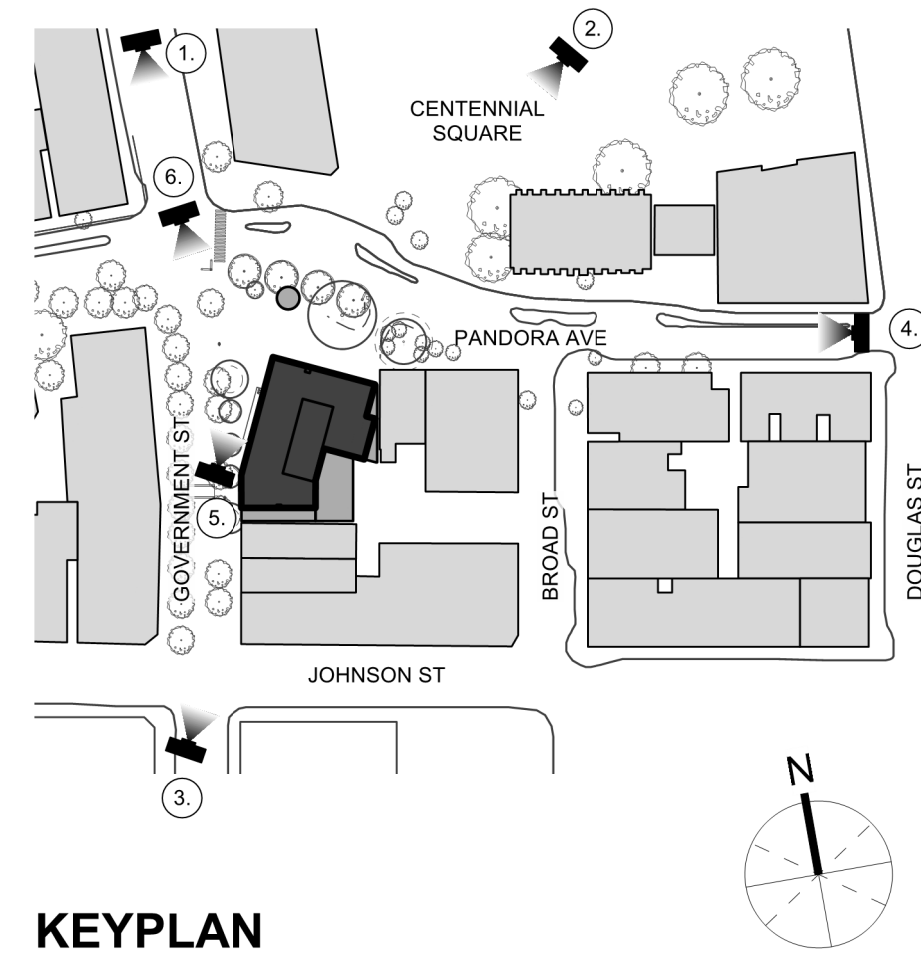 2.
1.
CENTENNIAL
SQUARE
6.
4.
PANDORA AVE
GOVERNMENT ST
5.
BROAD ST
DOUGLAS ST
JOHNSON ST
3.
N
KEYPLAN